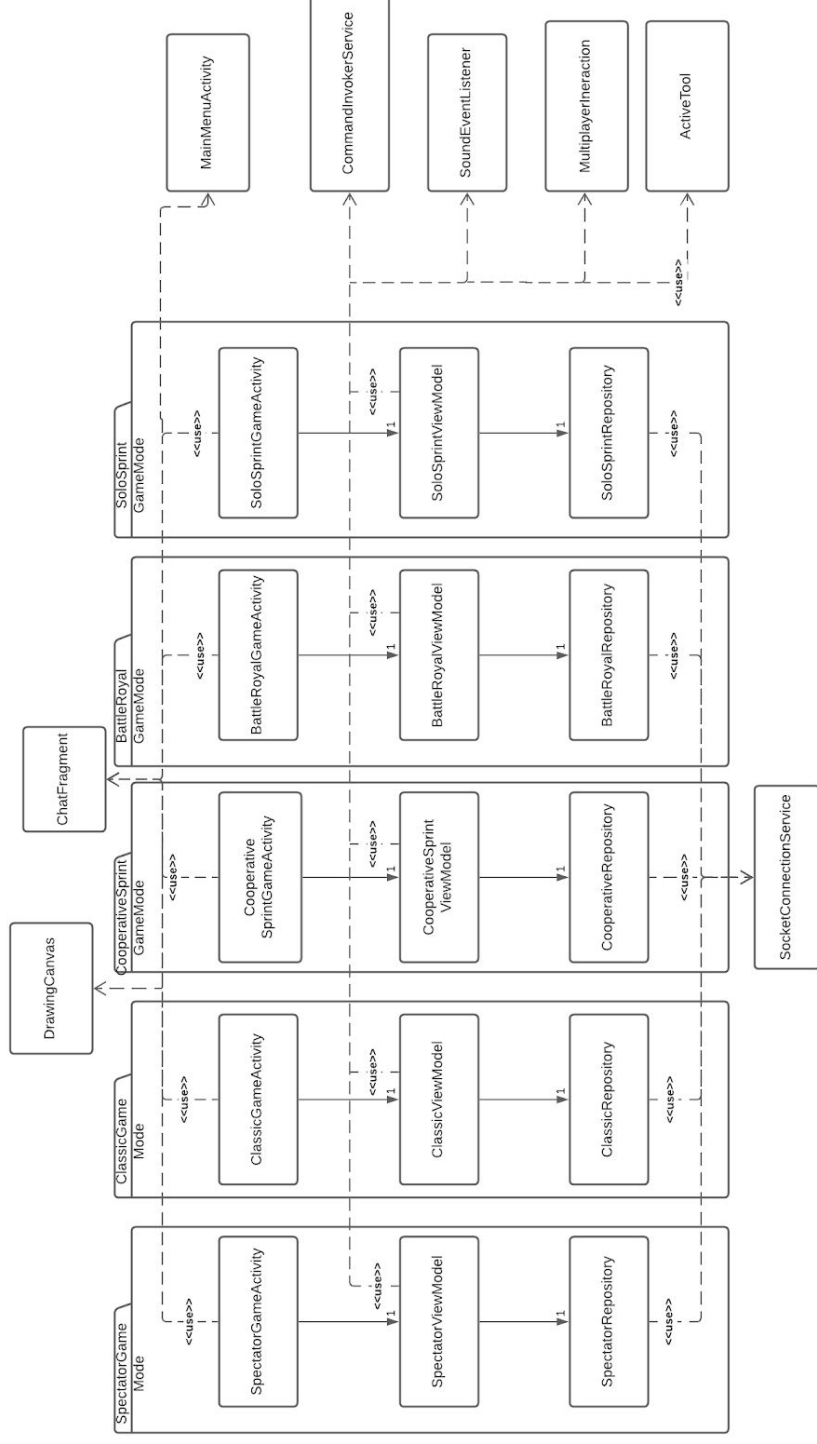 DrawingCanvas
ChatFragment
SpectatorGame
Mode
<<use>>
SpectatorGameActivity
<<use>>
1
SpectatorViewModel
1
SpectatorRepository
<<use>>
ClassicGame
Mode
<<use>>
ClassicGameActivity
<<use>>
1
ClassicViewModel
1
ClassicRepository
<<use>>
CooperativeSprint
GameMode
<<use>>
Cooperative
SprintGameActivity
<<use>>
1
CooperativeSprint
ViewModel
1
CooperativeRepository
<<use>>
BattleRoyal
GameMode
<<use>>
BattleRoyalGameActivity
<<use>>
1
BattleRoyalViewModel
1
BattleRoyalRepository
<<use>>
SoloSprint
GameMode
<<use>>
SoloSprintGameActivity
<<use>>
1
SoloSprintViewModel
1
SoloSprintRepository
<<use>>
MainMenuActivity
CommandInvokerService
SoundEventListener
MultiplayerIneraction
ActiveTool
<<use>>
SocketConnectionService